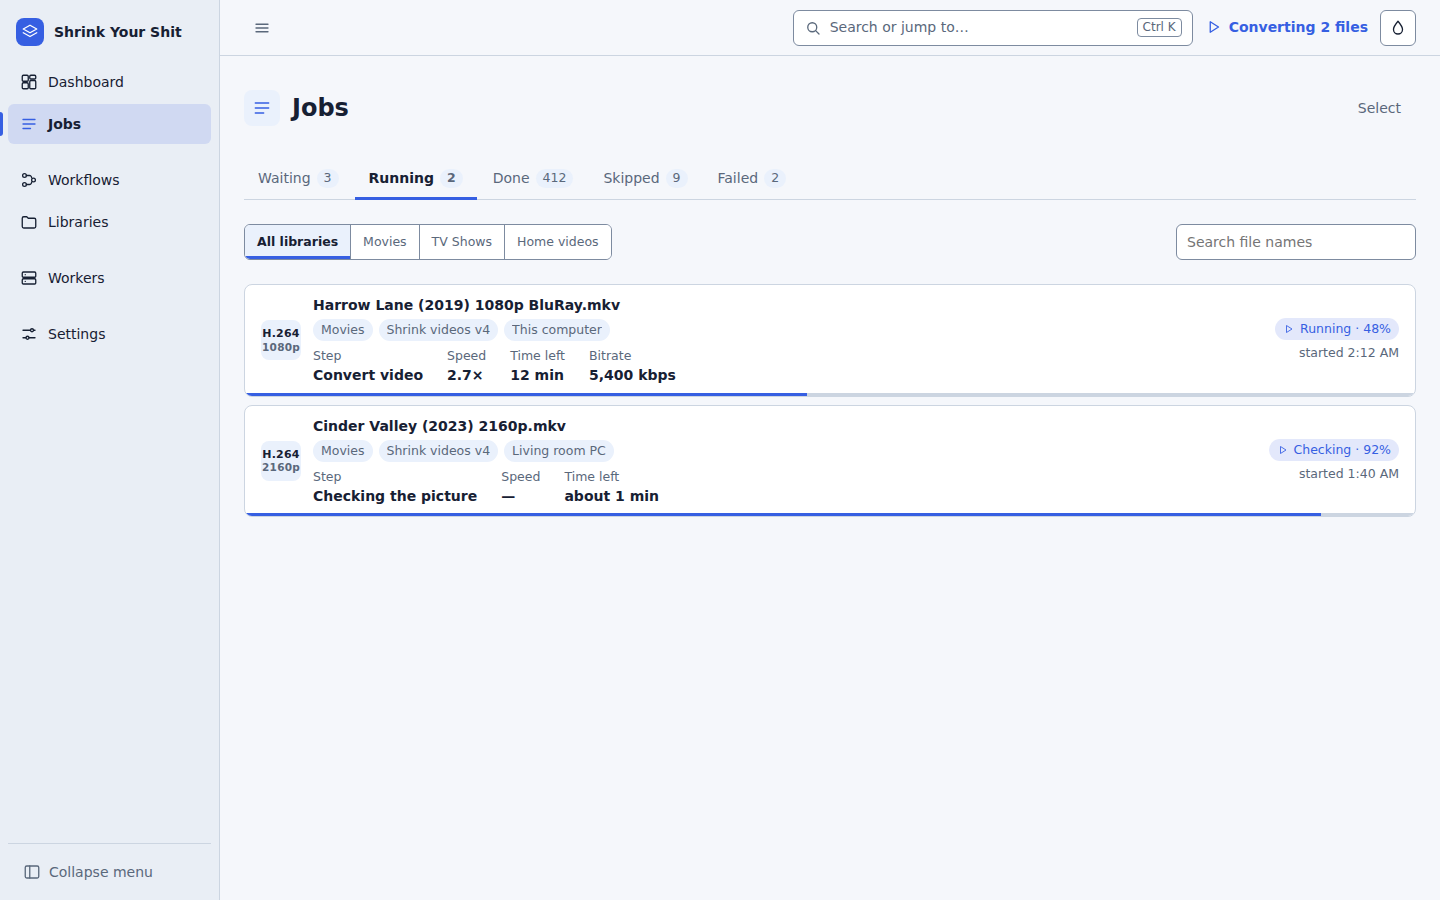 Shrink Your Shit
Search or jump to...
Ctrl K
Converting 2 files
Dashboard
Jobs
Workflows
Libraries
Workers
Settings
Collapse menu
Jobs
Select
Waiting 3
Running 2
Done 412
Skipped 9
Failed 2
All libraries
Movies
TV Shows
Home videos
Search file names
H.264
1080p
Harrow Lane (2019) 1080p BluRay.mkv
Movies
Shrink videos v4
This computer
Step
Speed
Time left
Bitrate
Convert video
2.7×
12 min
5,400 kbps
Running · 48%
started 2:12 AM
H.264
2160p
Cinder Valley (2023) 2160p.mkv
Movies
Shrink videos v4
Living room PC
Step
Speed
Time left
Checking the picture
—
about 1 min
Checking · 92%
started 1:40 AM